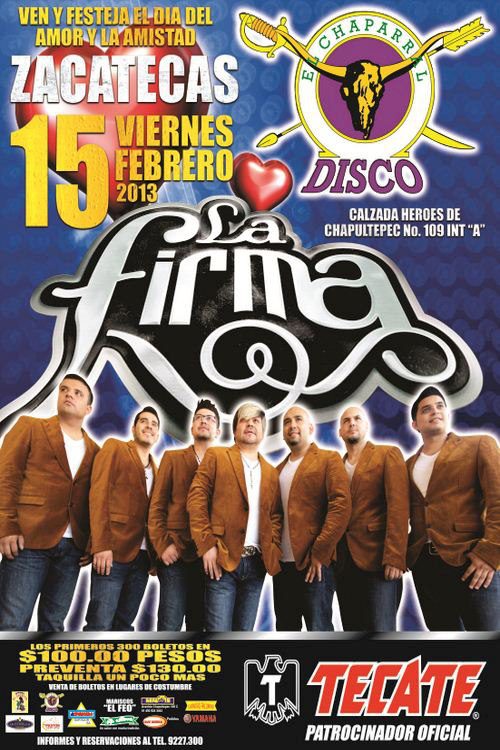 VEN Y FESTEJA EL DIA DEL
AMOR Y LA AMISTAD
ZACATECAS
15 VIERNES
FEBRERO
2013
EL CHAPARRAL
DISCO
CALZADA HEROES DE
CHAPULTEPEC No. 109 INT "A"
La
firma
LOS PRIMEROS 300 BOLETOS EN
$100.00 PESOS
PREVENTA $150.00
TAQUILLA UN POCO MAS
VENTA DE BOLETOS EN LUGARES DE COSTUMBRE
MARISCOS
"EL FEO"
YAMAHA
INFORMES Y RESERVACIONES AL TEL. 9227.300
T
TECATE
PATROCINADOR OFICIAL